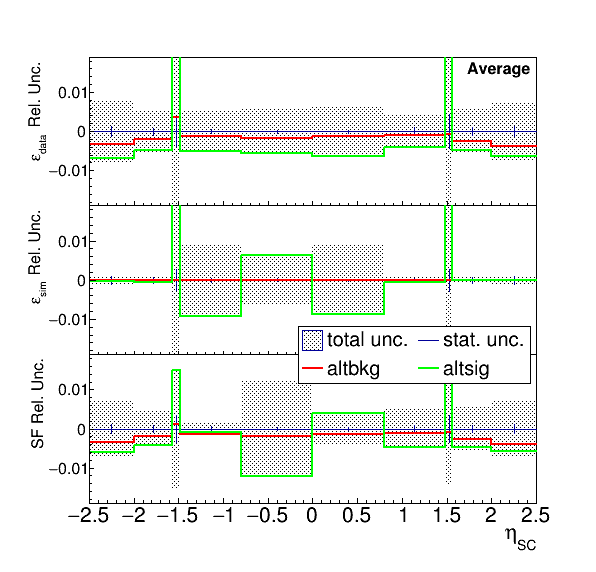 Average
ε_data Rel. Unc.
0.01
0
−0.01
ε_sim Rel. Unc.
0.01
0
−0.01
total unc. stat. unc.
altbkg altsig
SF Rel. Unc.
0.01
0
−0.01
−2.5 −2 −1.5 −1 −0.5 0 0.5 1 1.5 2 2.5
η_SC